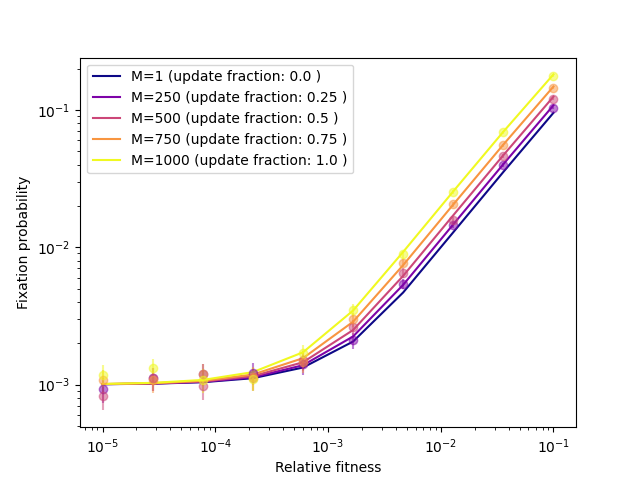 M=1 (update fraction: 0.0 )
M=250 (update fraction: 0.25 )
M=500 (update fraction: 0.5 )
M=750 (update fraction: 0.75 )
M=1000 (update fraction: 1.0 )
Fixation probability
10⁻¹
10⁻²
10⁻³
10⁻⁵ 10⁻⁴ 10⁻³ 10⁻² 10⁻¹
Relative fitness